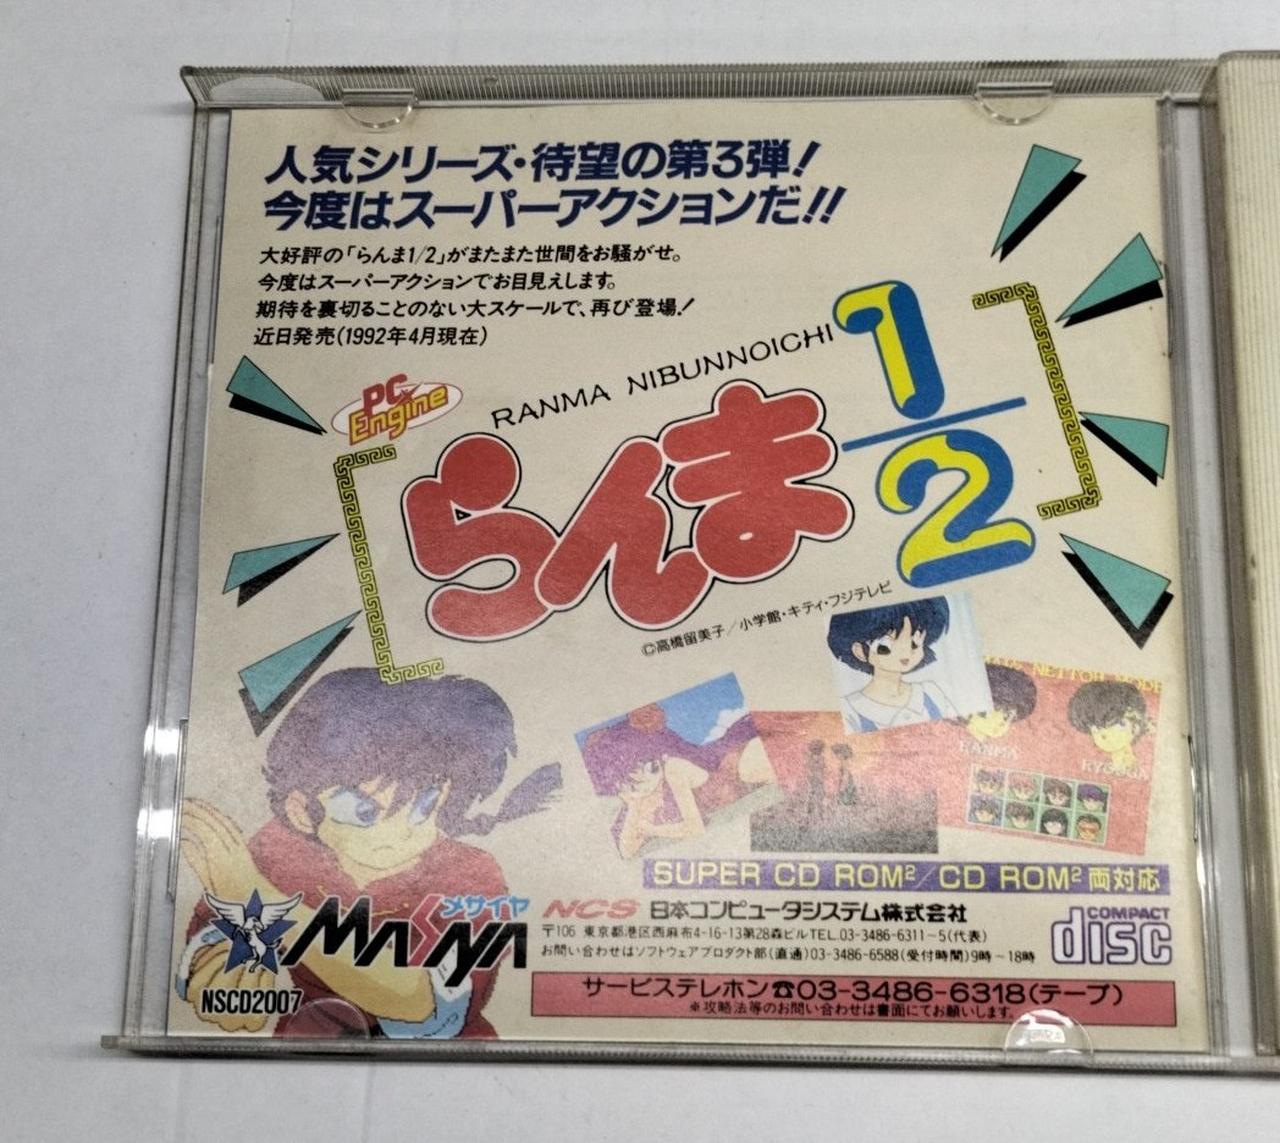 人気シリーズ・待望の第3弾!
今度はスーパーアクションだ!!
大好評の「らんま1/2」がまたまた世間をお騒がせ。
今度はスーパーアクションでお目見えします。
期待を裏切ることのない大スケールで、再び登場!
近日発売(1992年4月現在)
PC Engine
RANMA NIBUNNOICHI
らんま1/2
©高橋留美子/小学館・キティ・フジテレビ
NETTOU MODE
RANMA
RYOUGA
SUPER CD ROM²/CD ROM² 両対応
メサイヤ
MASAYA
NCS 日本コンピュータシステム株式会社
〒106 東京都港区西麻布4-16-13第28森ビルTEL.03-3486-6311~5(代表)
お問い合わせはソフトウェアプロダクト部(直通)03-3486-6588(受付時間)9時~18時
COMPACT
disc
サービステレホン☎03-3486-6318(テープ)
※攻略法等のお問い合わせは書面にてお願いします。
NSCD2007